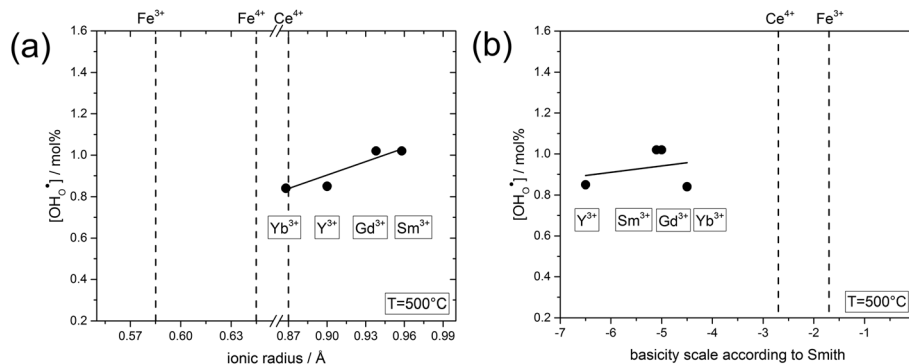 Fe³⁺ Fe⁴⁺ Ce⁴⁺
(a)
[OH_O^•] / mol%
1.6
1.4
1.2
1.0
0.8
0.6
0.4
0.2
Yb³⁺ Y³⁺ Gd³⁺ Sm³⁺
T=500°C
0.57 0.60 0.63 0.87 0.90 0.93 0.96 0.99
ionic radius / Å
Ce⁴⁺ Fe³⁺
(b)
[OH_O^•] / mol%
1.6
1.4
1.2
1.0
0.8
0.6
0.4
0.2
Y³⁺ Sm³⁺ Gd³⁺ Yb³⁺
T=500°C
-7 -6 -5 -4 -3 -2 -1
basicity scale according to Smith